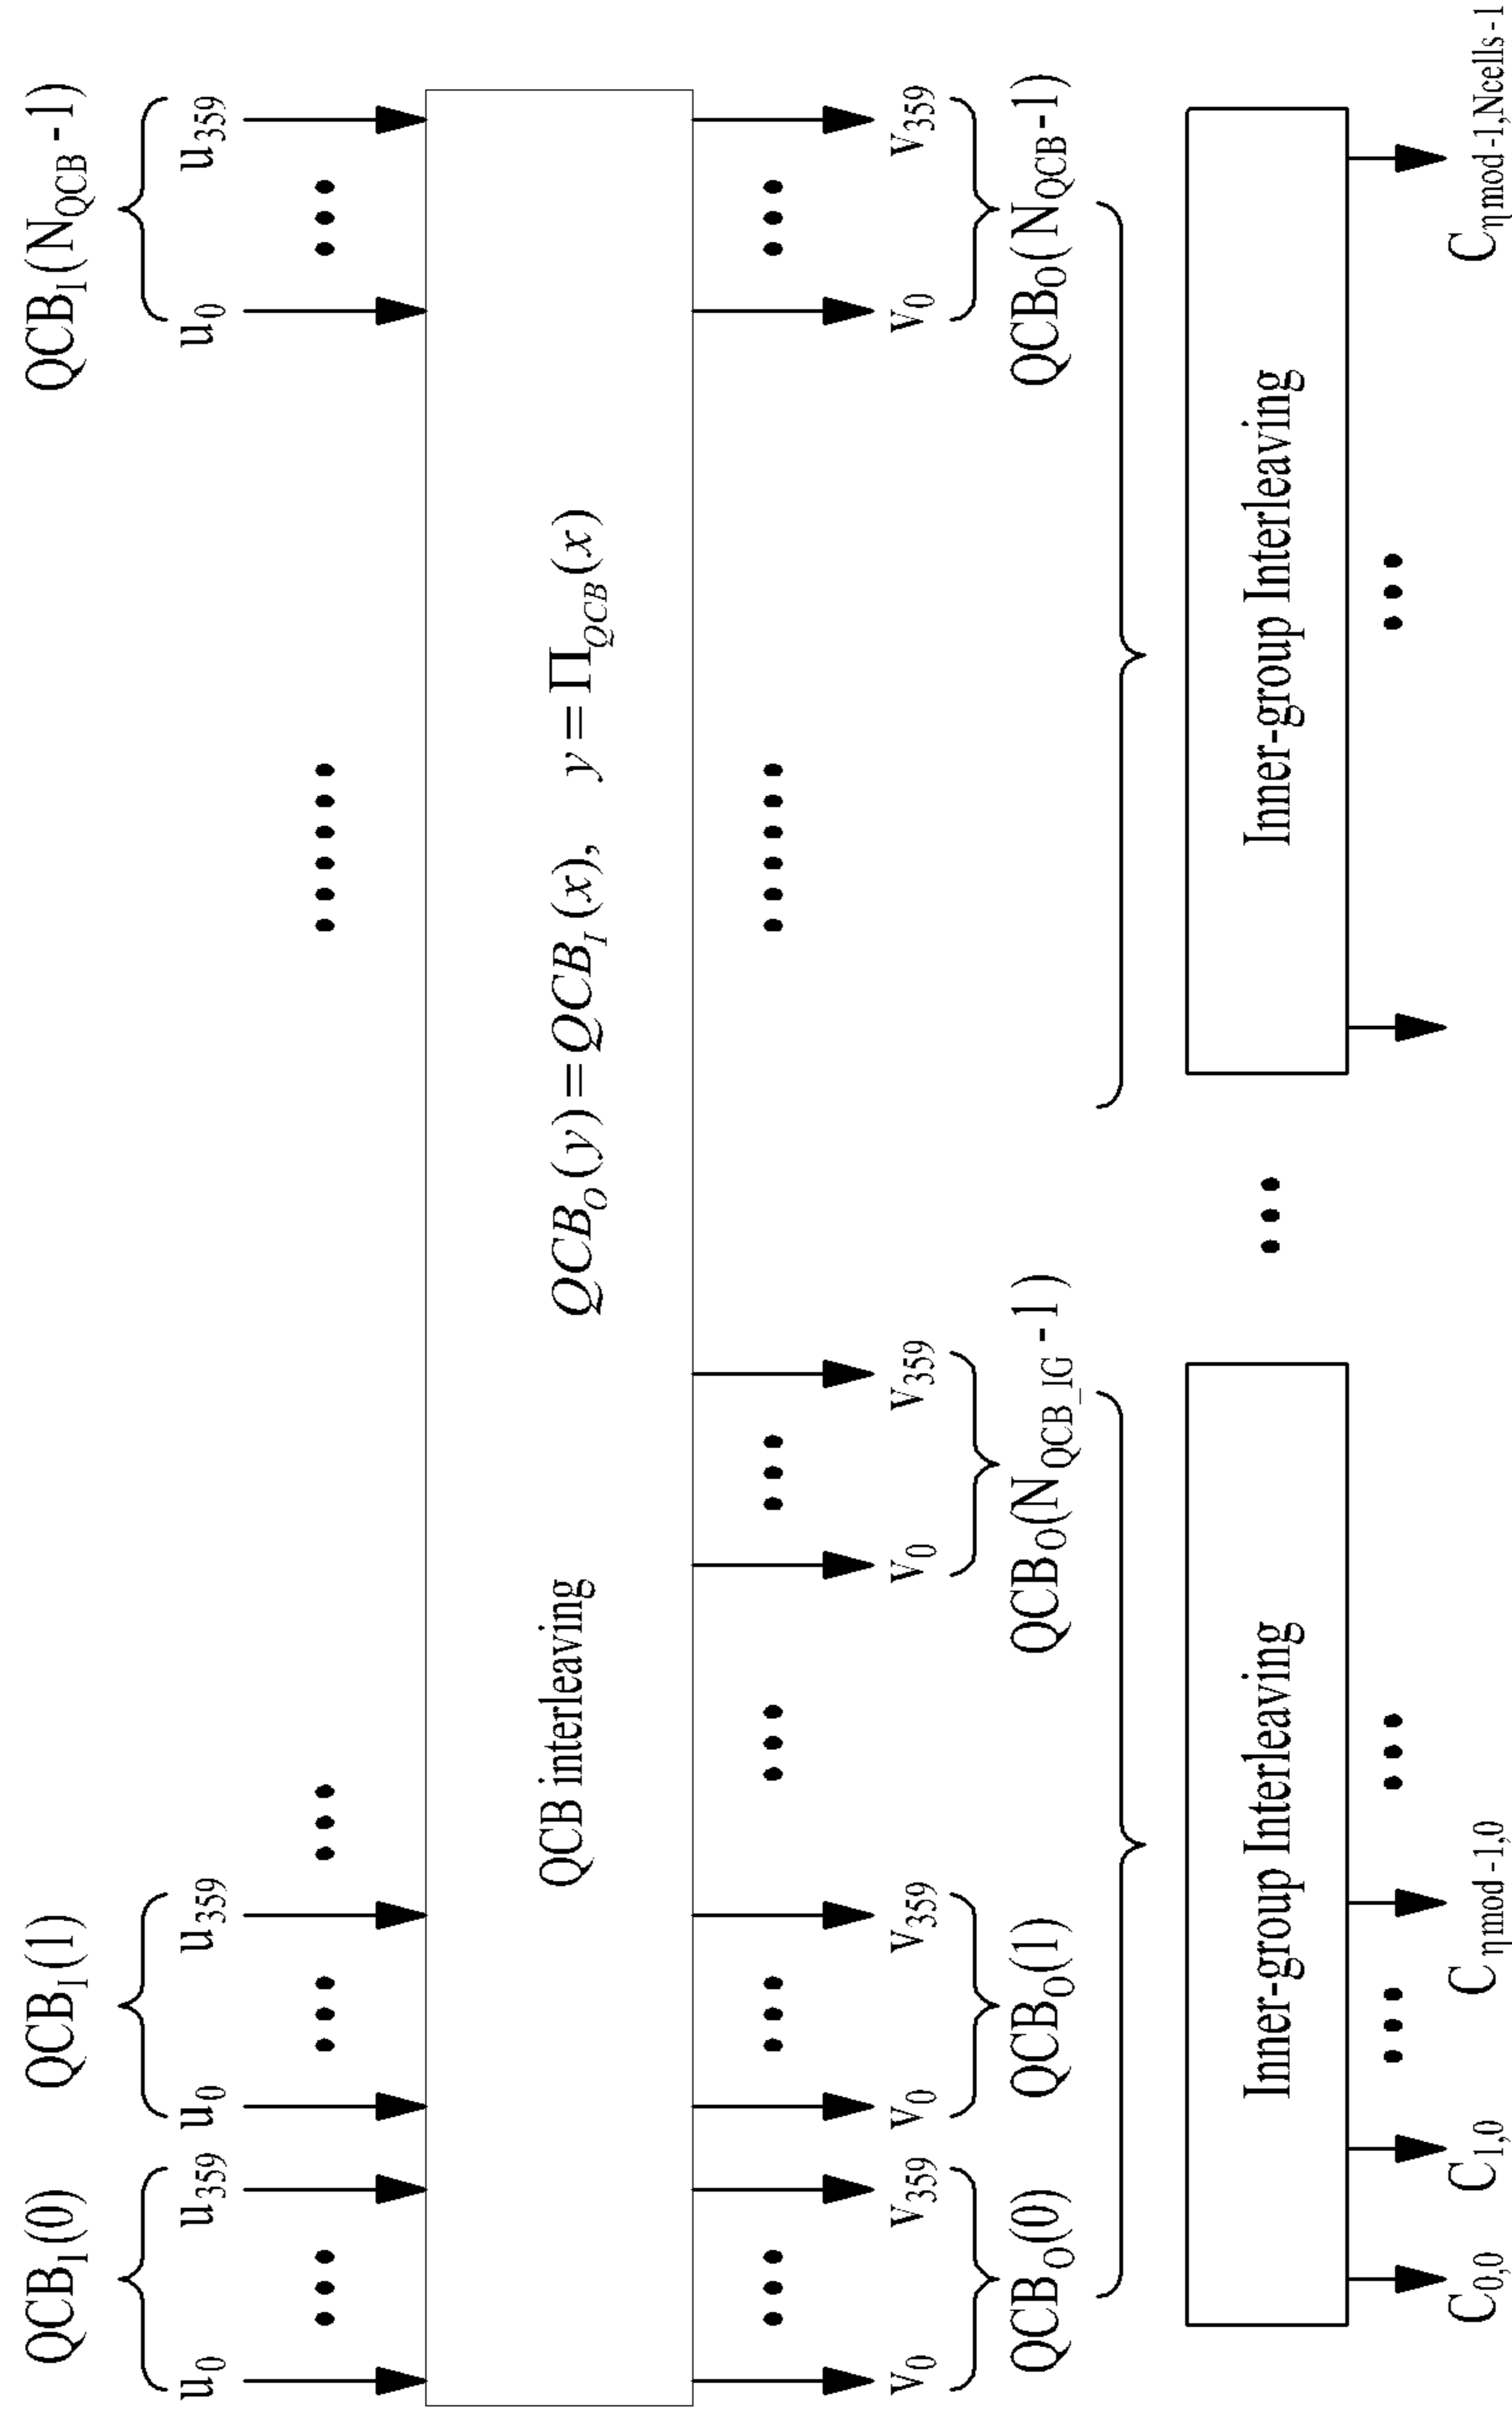 QCB_I(0) QCB_I(1) QCB_I(N_QCB-1)
u_0 u_359 u_0 u_359 u_0 u_359
QCB interleaving QCB_O(y)=QCB_I(x), y=Π_QCB(x)
v_0 v_359 v_0 v_359 v_0 v_359 v_0 v_359
QCB_O(0) QCB_O(1) QCB_O(N_QCB_IG-1) QCB_O(N_QCB-1)
Inner-group Interleaving Inner-group Interleaving
C_0,0 C_1,0 C_ηmod-1,0 C_ηmod-1,Ncells-1